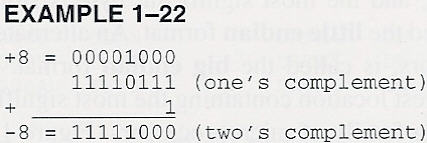 EXAMPLE 1–22
+8 = 00001000
11110111 (one's complement)
+ 1
-8 = 11111000 (two's complement)